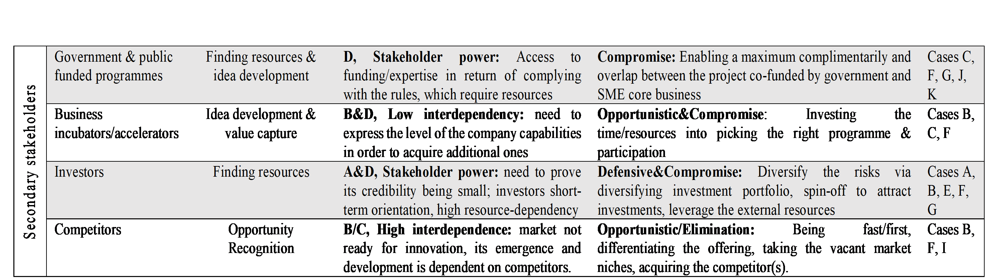 Secondary stakeholders
Government & public
funded programmes
Finding resources &
idea development
D, Stakeholder power: Access to
funding/expertise in return of complying
with the rules, which require resources
Compromise: Enabling a maximum complimentarily and
overlap between the project co-funded by government and
SME core business
Cases C,
F, G, J,
K
Business
incubators/accelerators
Idea development &
value capture
B&D, Low interdependency: need to
express the level of the company capabilities
in order to acquire additional ones
Opportunistic&Compromise: Investing the
time/resources into picking the right programme &
participation
Cases B,
C, F
Investors
Finding resources
A&D, Stakeholder power: need to prove
its credibility being small; investors short-
term orientation, high resource-dependency
Defensive&Compromise: Diversify the risks via
diversifying investment portfolio, spin-off to attract
investments, leverage the external resources
Cases A,
B, E, F,
G
Competitors
Opportunity
Recognition
B/C, High interdependence: market not
ready for innovation, its emergence and
development is dependent on competitors.
Opportunistic/Elimination: Being fast/first,
differentiating the offering, taking the vacant market
niches, acquiring the competitor(s).
Cases B,
F, I